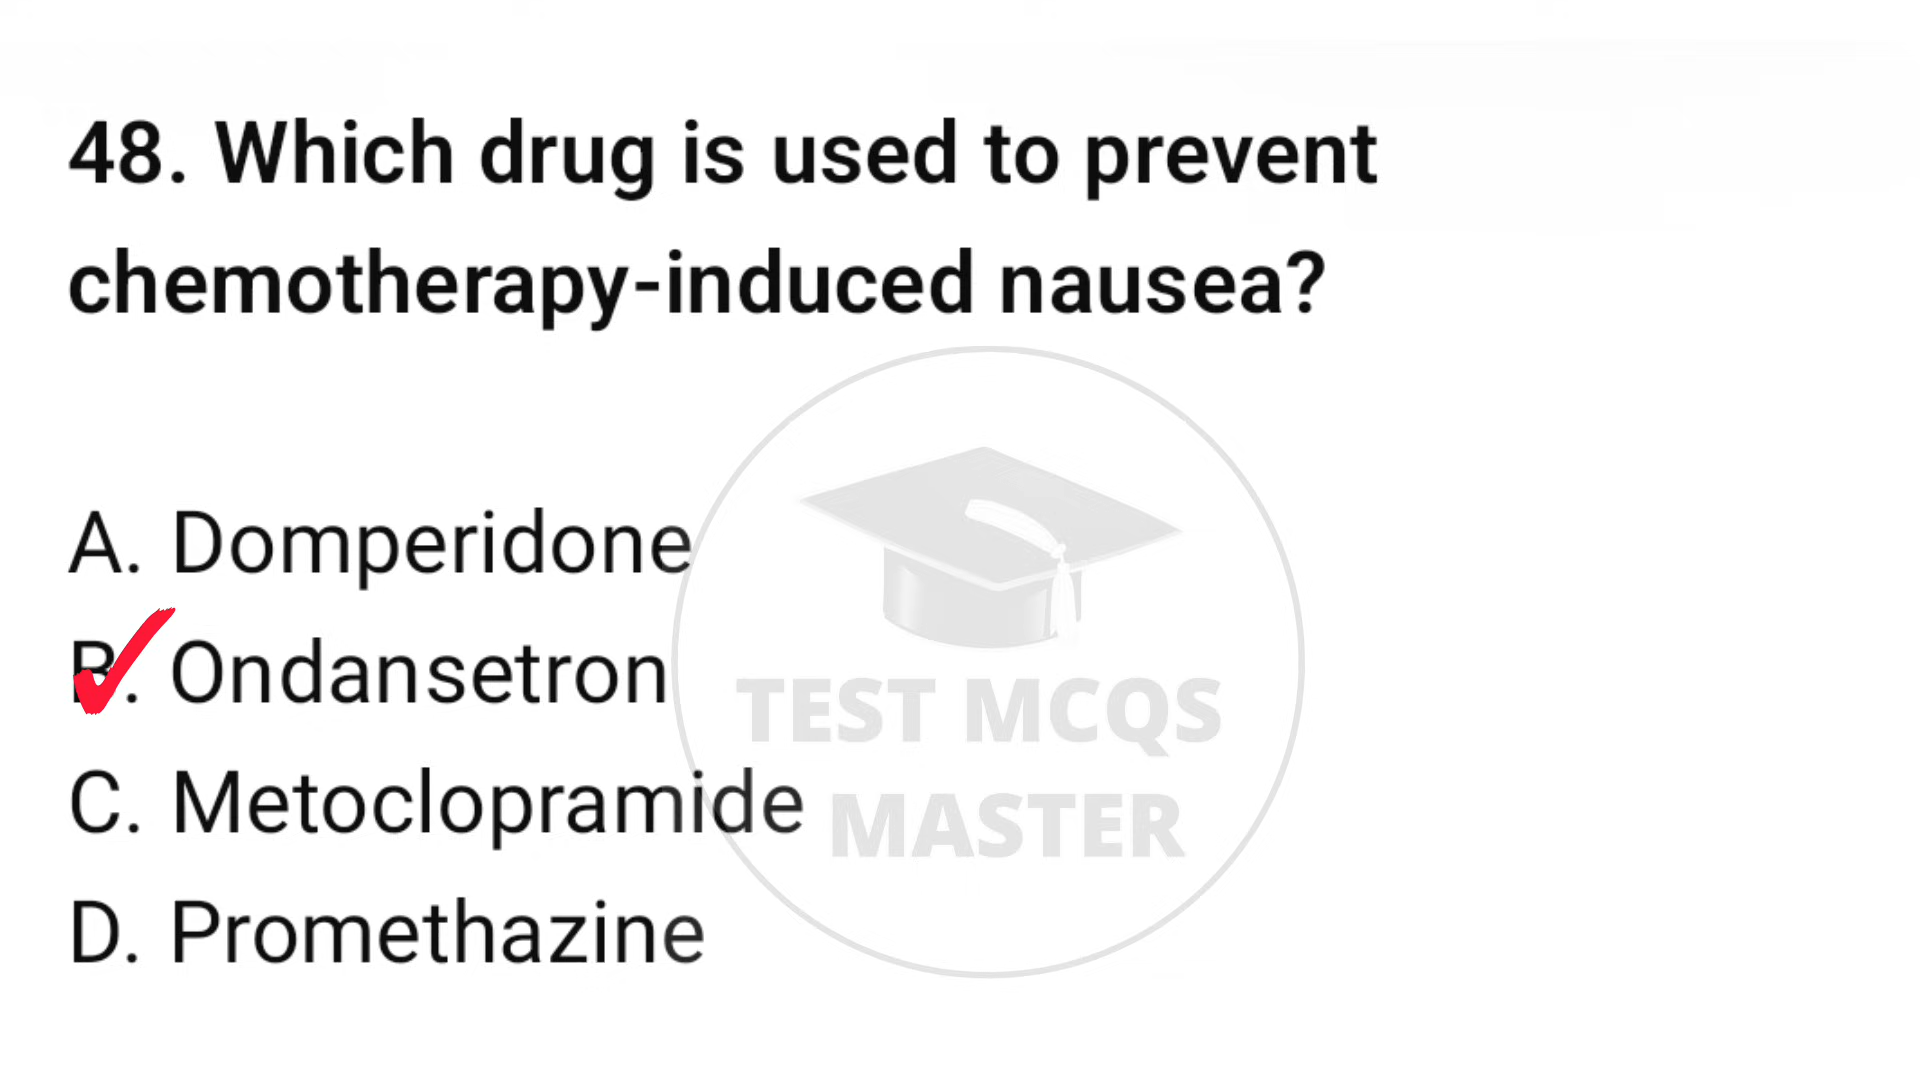 48. Which drug is used to prevent
chemotherapy-induced nausea?
A. Domperidone
B. Ondansetron
C. Metoclopramide
D. Promethazine
TEST MCQS
MASTER